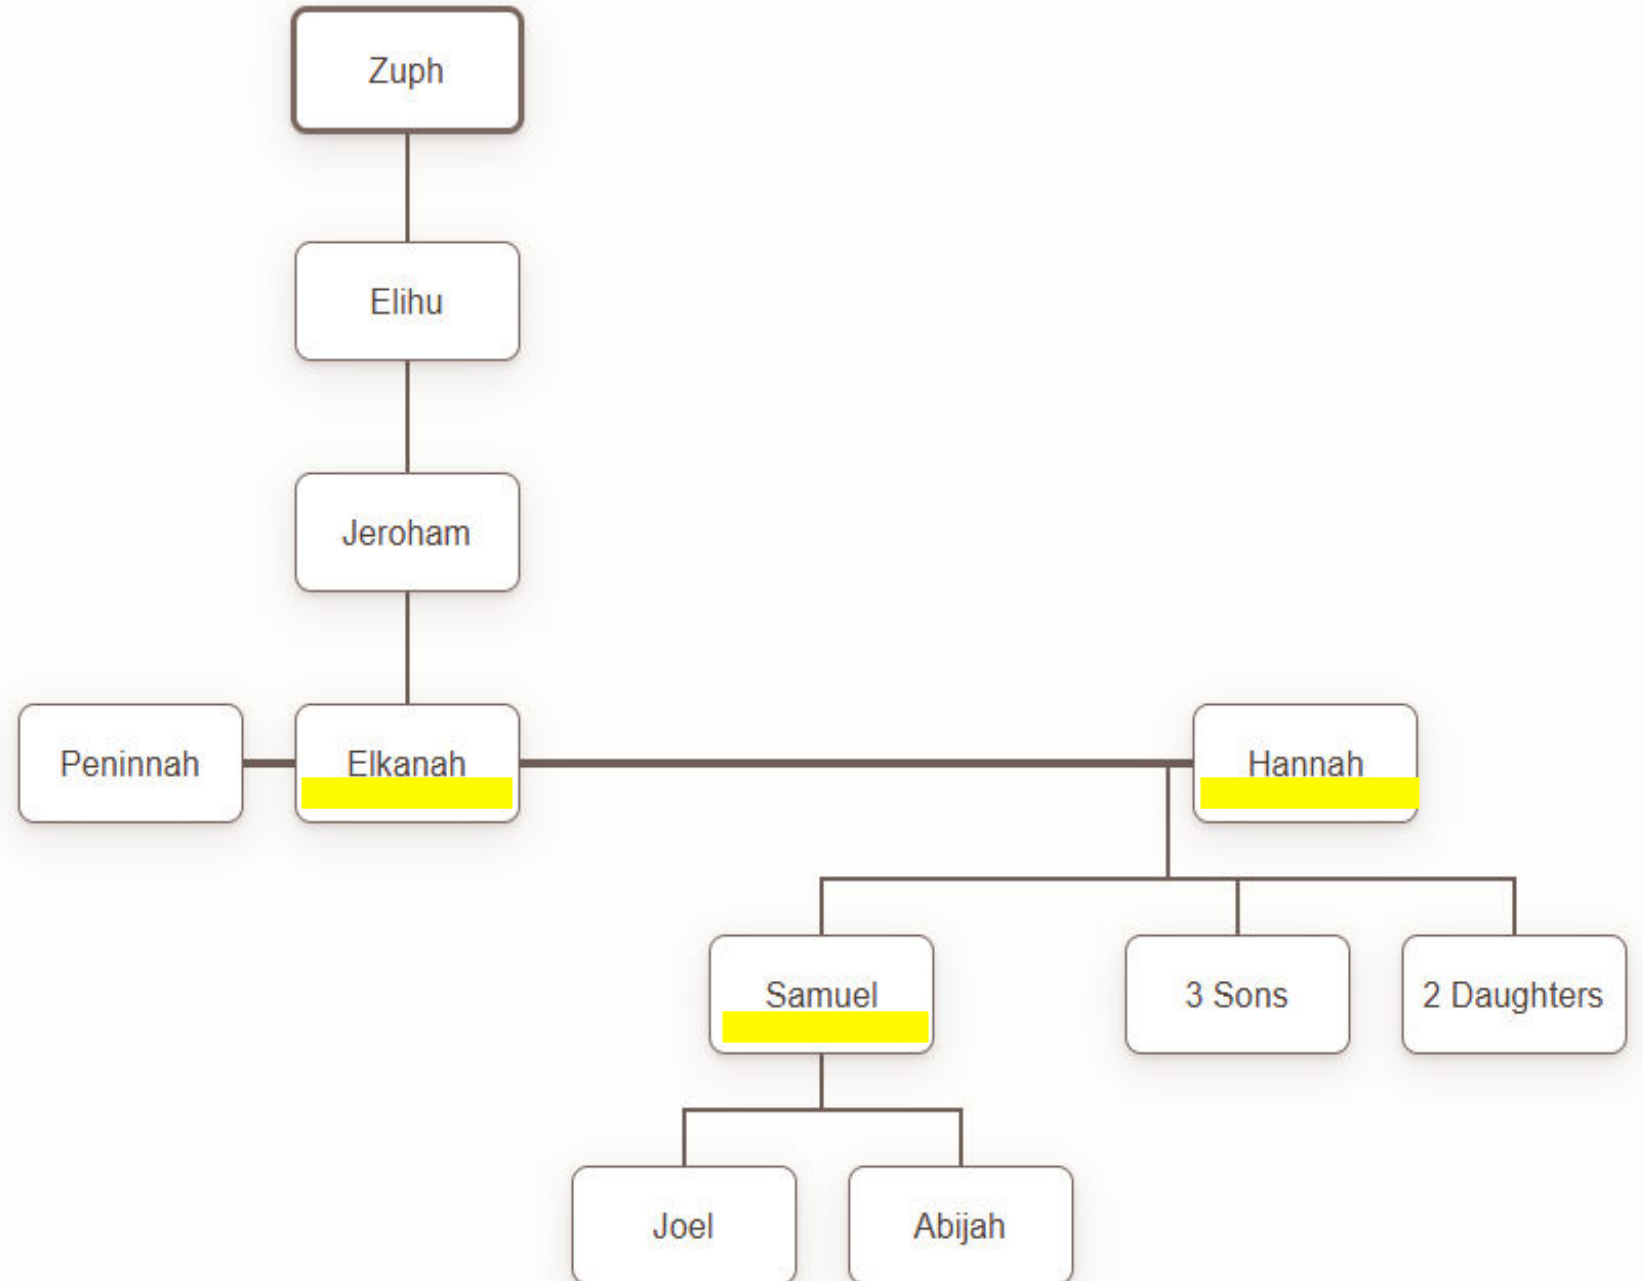 Zuph
Elihu
Jeroham
Peninnah
Elkanah
Hannah
Samuel
3 Sons
2 Daughters
Joel
Abijah